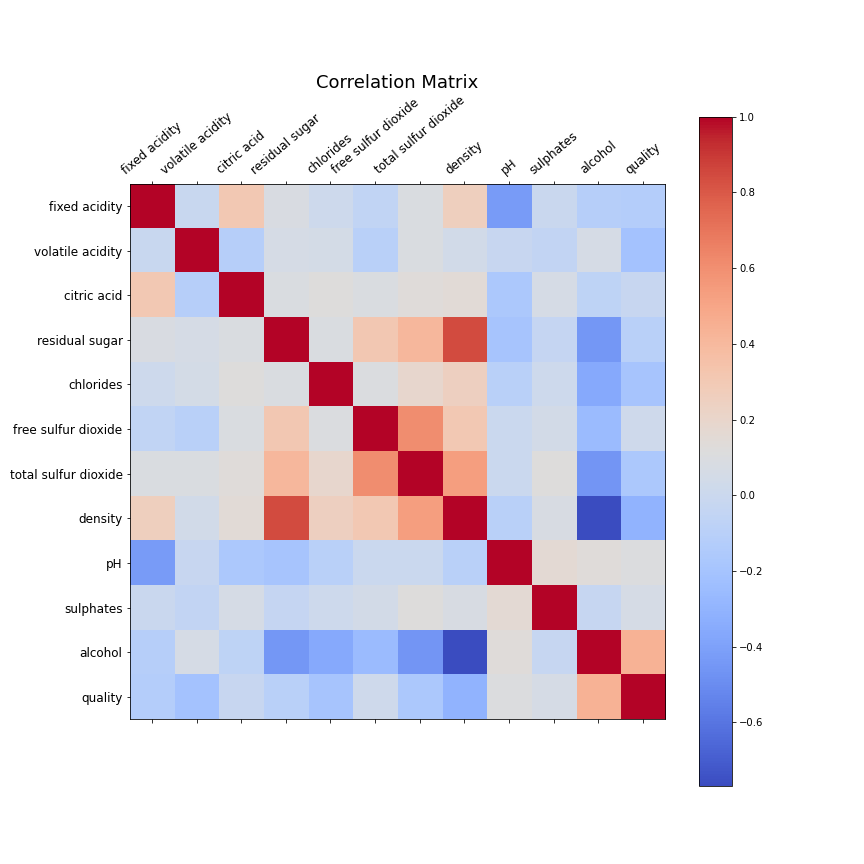 Correlation Matrix
fixed acidity
volatile acidity
citric acid
residual sugar
chlorides
free sulfur dioxide
total sulfur dioxide
density
pH
sulphates
alcohol
quality
fixed acidity
volatile acidity
citric acid
residual sugar
chlorides
free sulfur dioxide
total sulfur dioxide
density
pH
sulphates
alcohol
quality
1.0
0.8
0.6
0.4
0.2
0.0
−0.2
−0.4
−0.6